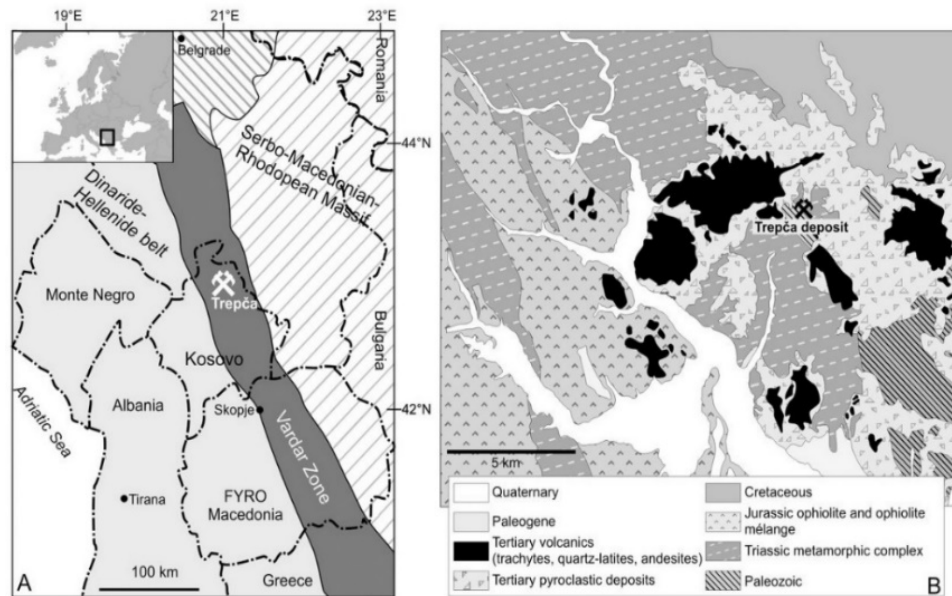 19°E
21°E
23°E
Belgrade
Romania
44°N
Serbo-Macedonian-
Rhodopean Massif
Dinaride-
Hellenide belt
Trepča
Monte Negro
Kosovo
Bulgaria
Albania
Skopje
42°N
Adriatic Sea
Vardar Zone
Tirana
FYRO
Macedonia
100 km
Greece
A
Trepča deposit
5 km
Quaternary
Paleogene
Tertiary volcanics
(trachytes, quartz-latites, andesites)
Tertiary pyroclastic deposits
Cretaceous
Jurassic ophiolite and ophiolite
mélange
Triassic metamorphic complex
Paleozoic
B